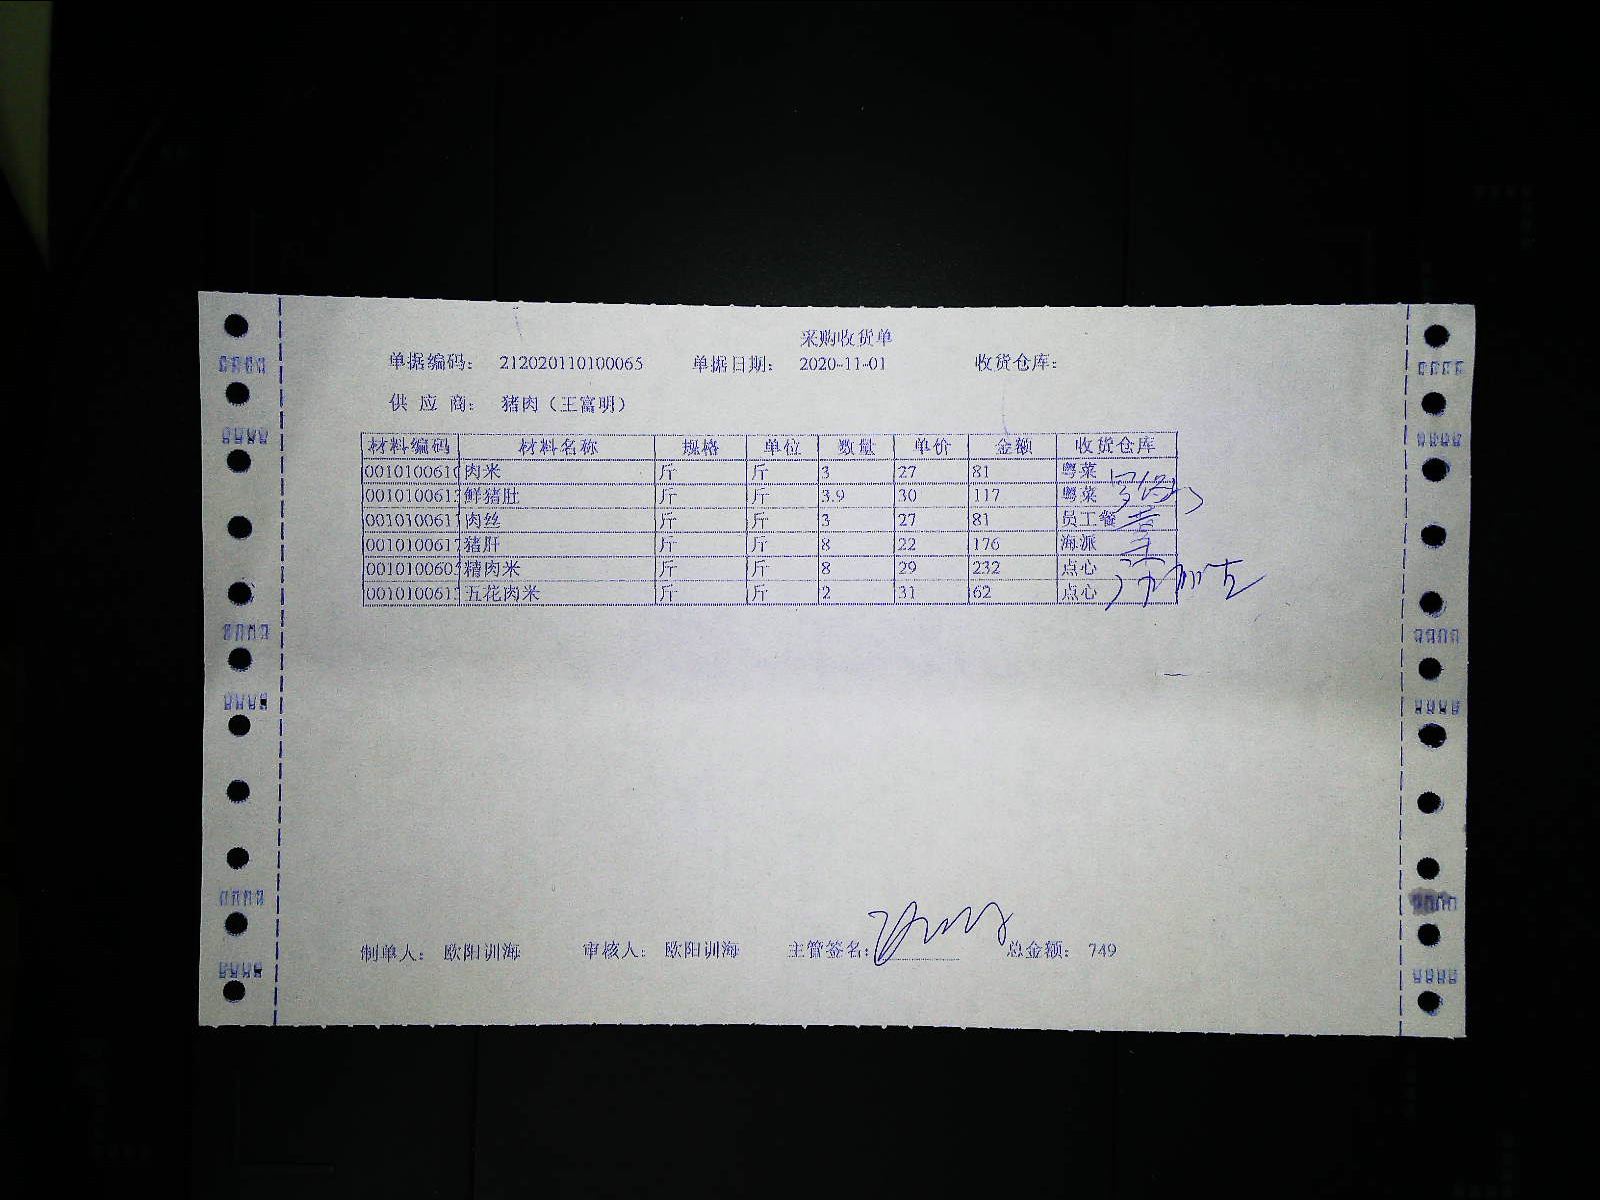 采购收货单
单据编码： 212020110100065 单据日期： 2020-11-01 收货仓库：
供 应 商： 猪肉（王富明）
材料编码 材料名称 规格 单位 数量 单价 金额 收货仓库
肉米 斤 斤 3 27 81 粤菜
鲜猪肚 斤 斤 3.9 30 117 粤菜
肉丝 斤 斤 3 27 81 员工餐
猪肝 斤 斤 8 22 176 海派
精肉米 斤 斤 8 29 232 点心
五花肉米 斤 斤 2 31 62 点心
制单人： 欧阳训海 审核人： 欧阳训海 主管签名： 总金额： 749